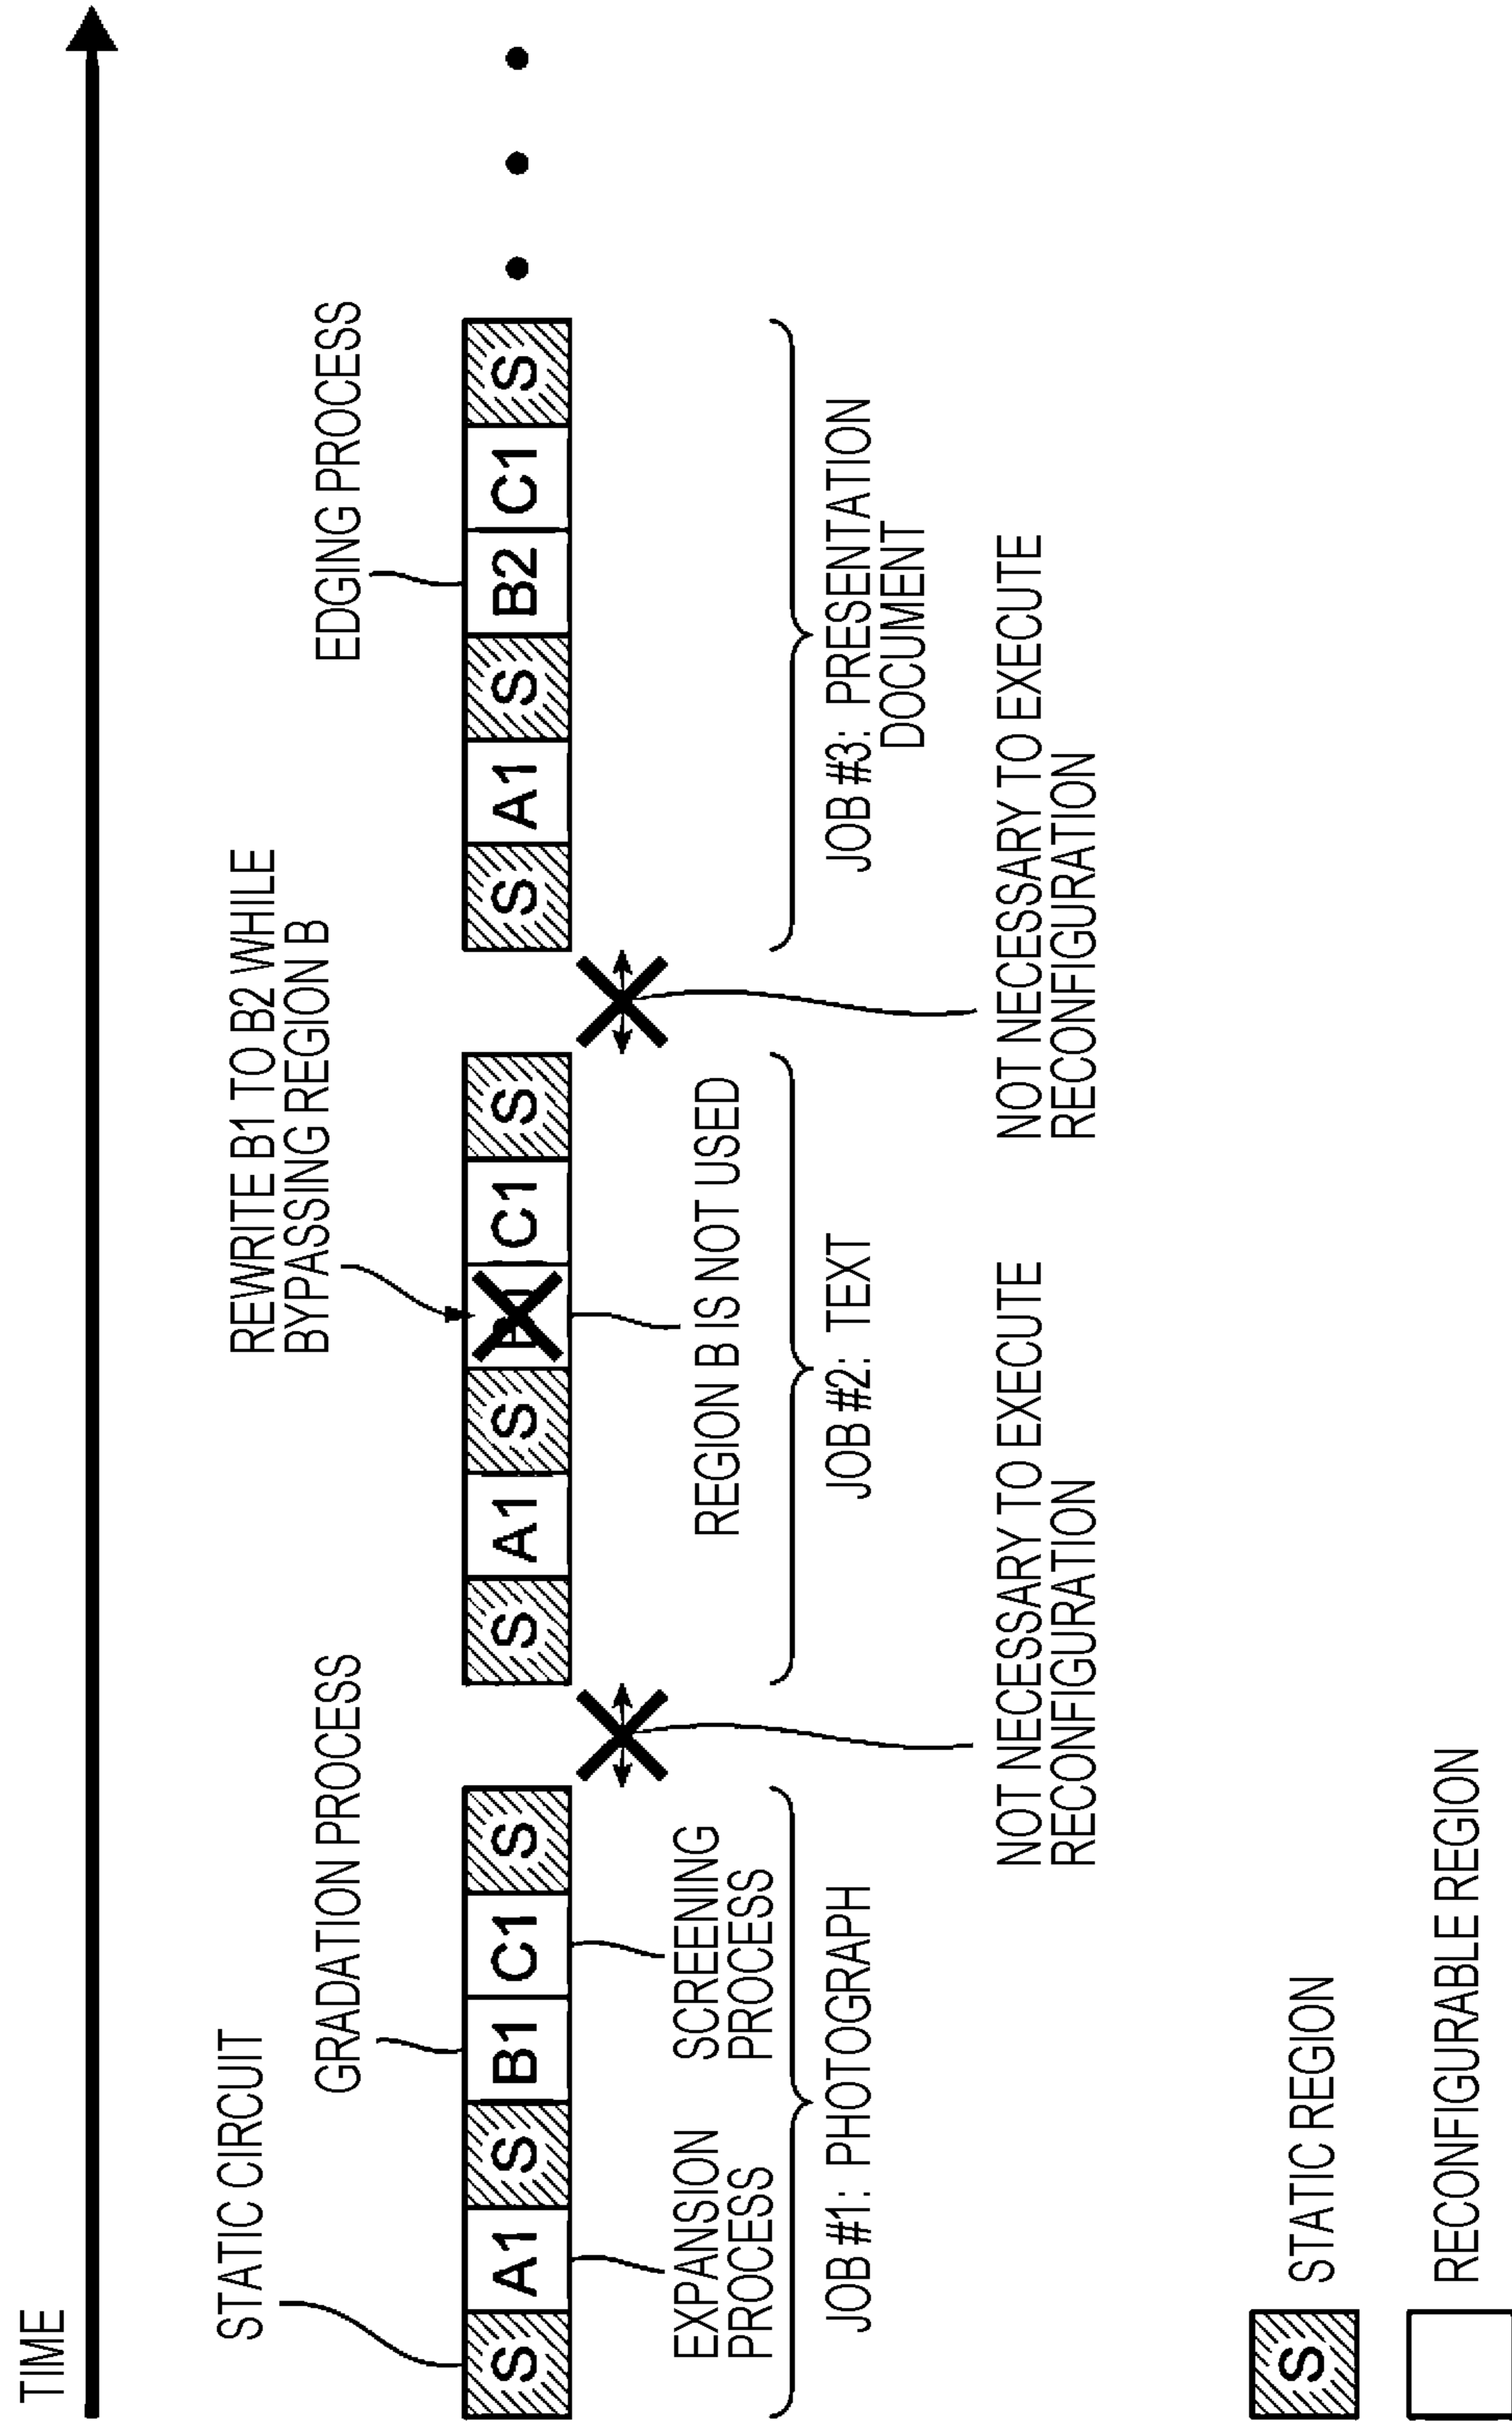 TIME
STATIC CIRCUIT
GRADATION PROCESS
REWRITE B1 TO B2 WHILE
BYPASSING REGION B
EDGING PROCESS
S A1 S B1 C1 S
S A1 S C1 S
S A1 S B2 C1 S
EXPANSION
PROCESS
SCREENING
PROCESS
REGION B IS NOT USED
JOB #1: PHOTOGRAPH
JOB #2: TEXT
JOB #3: PRESENTATION
DOCUMENT
NOT NECESSARY TO EXECUTE
RECONFIGURATION
NOT NECESSARY TO EXECUTE
RECONFIGURATION
S STATIC REGION
RECONFIGURABLE REGION